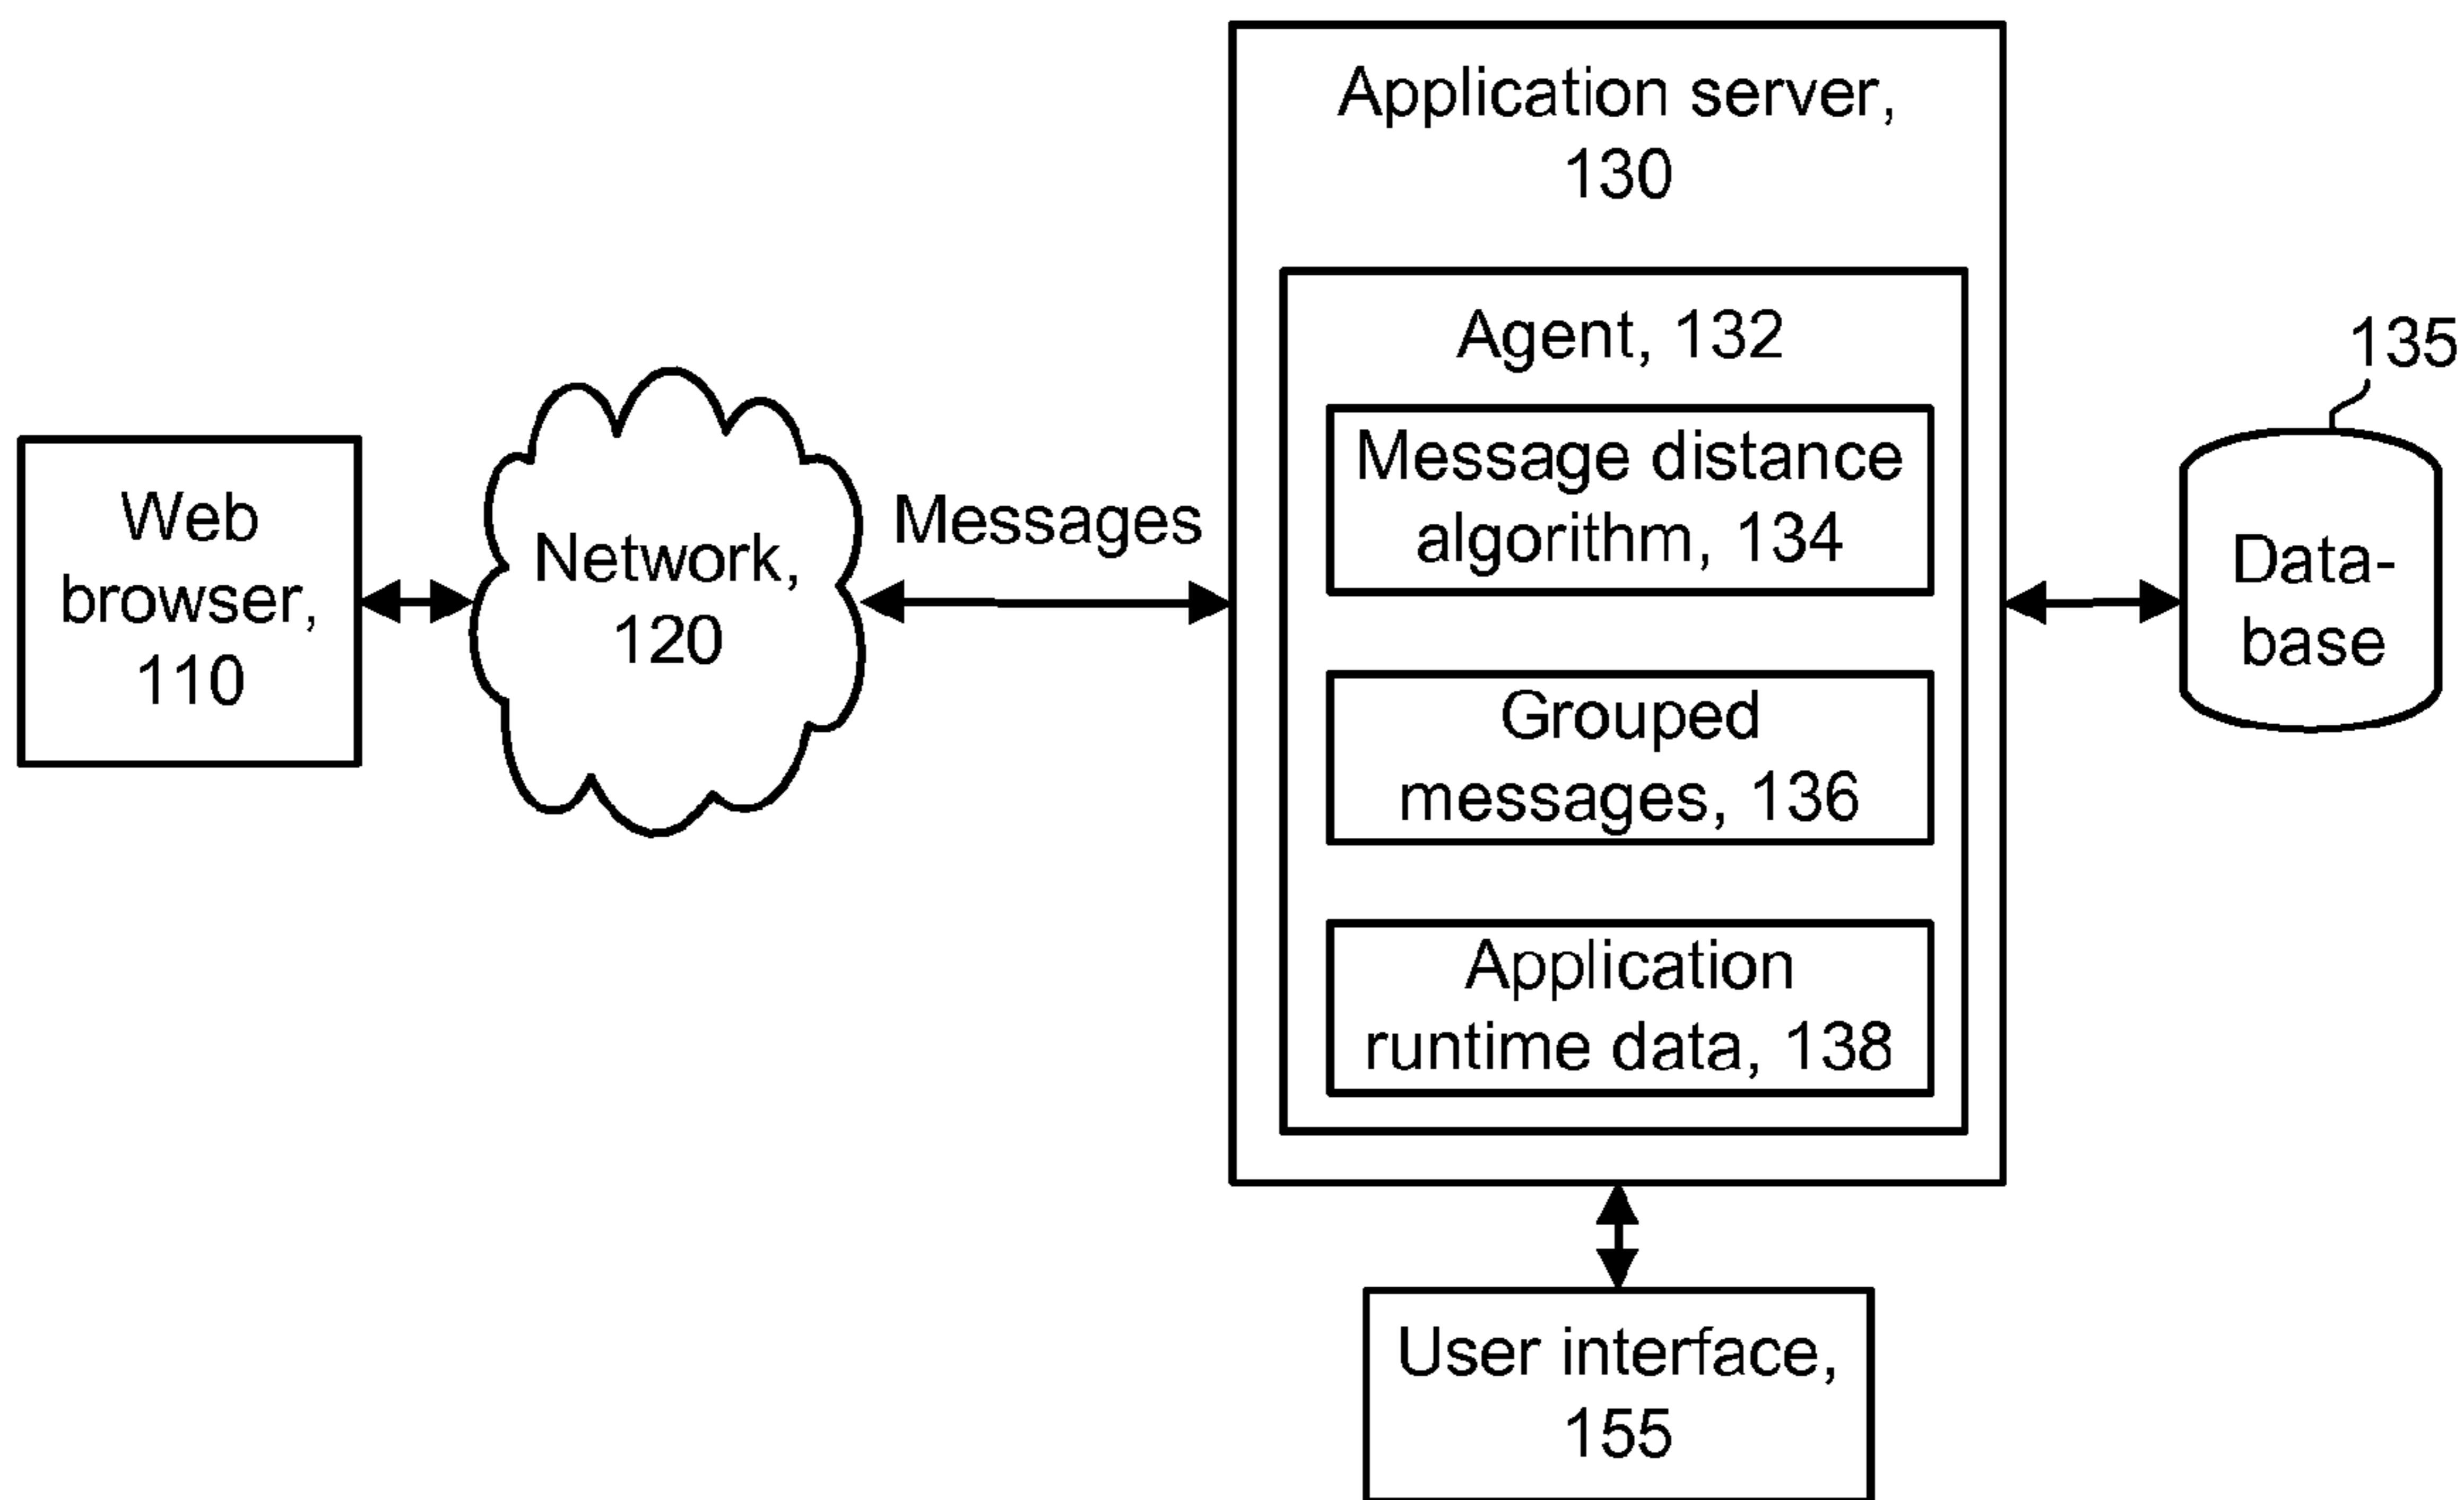 Application server,
130
Agent, 132
Message distance
algorithm, 134
Grouped
messages, 136
Application
runtime data, 138
Web
browser,
110
Network,
120
Messages
135
Data-
base
User interface,
155